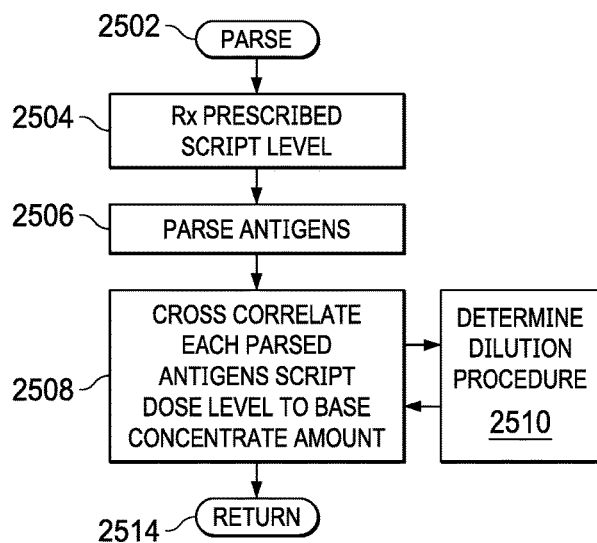 2502
PARSE
2504
Rx PRESCRIBED
SCRIPT LEVEL
2506
PARSE ANTIGENS
2508
CROSS CORRELATE
EACH PARSED
ANTIGENS SCRIPT
DOSE LEVEL TO BASE
CONCENTRATE AMOUNT
DETERMINE
DILUTION
PROCEDURE
2510
2514
RETURN